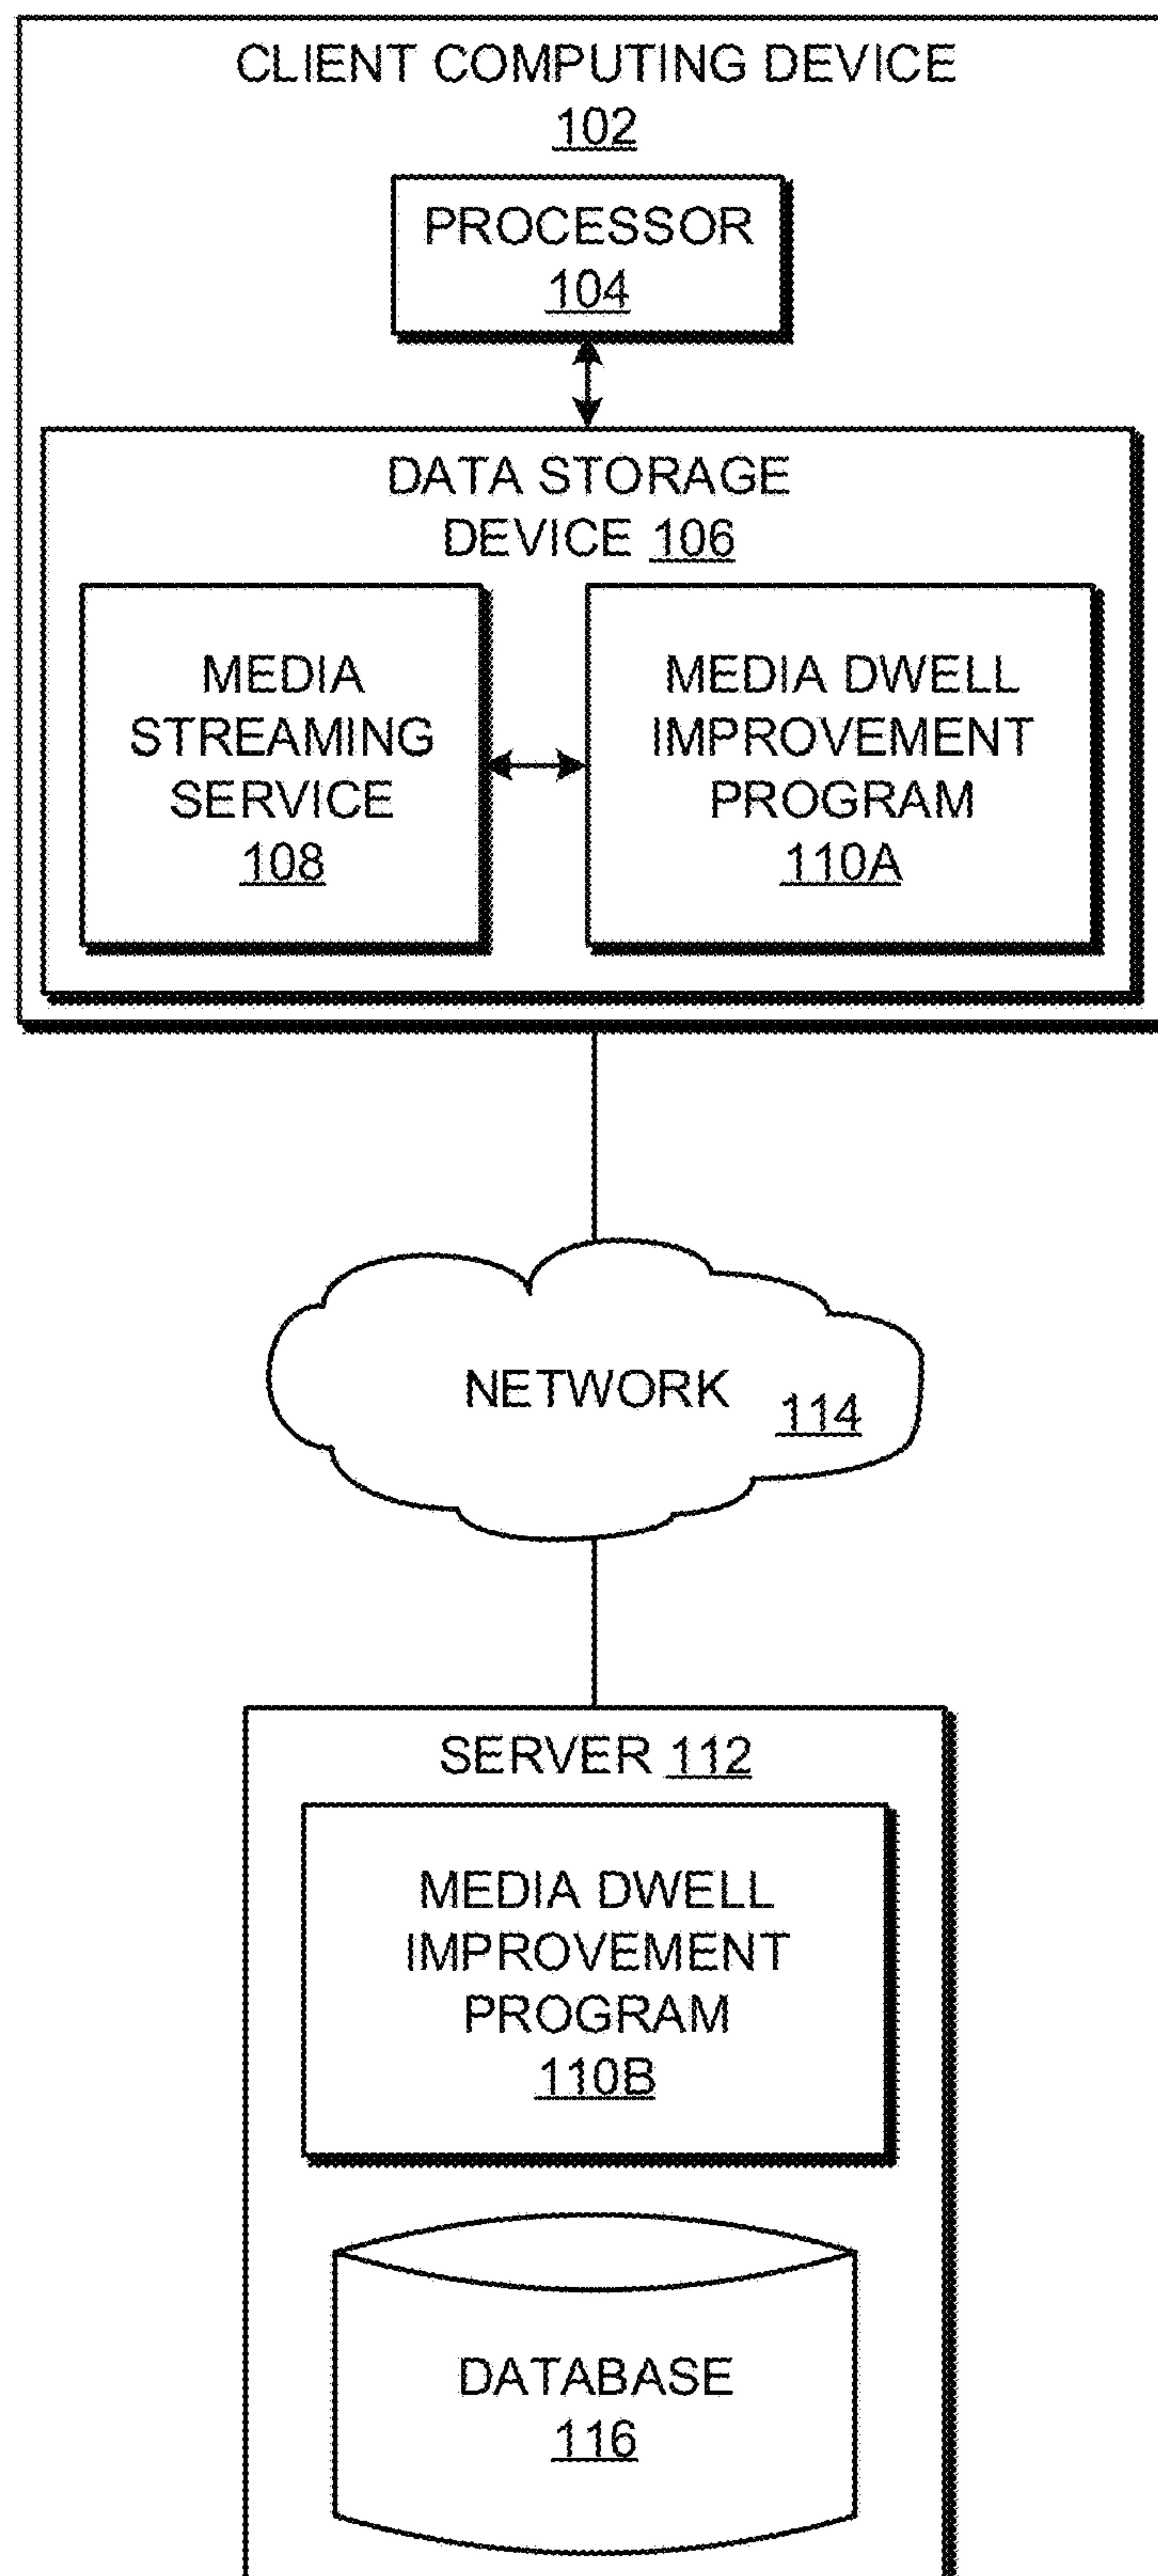 CLIENT COMPUTING DEVICE
102
PROCESSOR
104
DATA STORAGE
DEVICE 106
MEDIA
STREAMING
SERVICE
108
MEDIA DWELL
IMPROVEMENT
PROGRAM
110A
NETWORK 114
SERVER 112
MEDIA DWELL
IMPROVEMENT
PROGRAM
110B
DATABASE
116